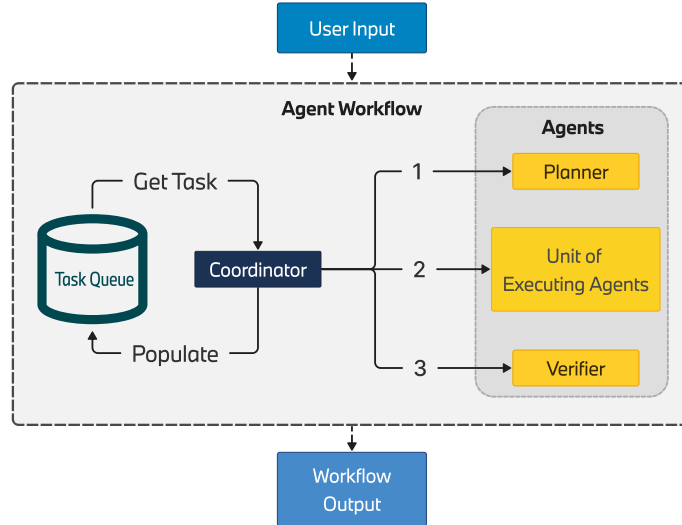 User Input
Agent Workflow
Agents
Get Task
1
Planner
Task Queue
Coordinator
2
Unit of
Executing Agents
Populate
3
Verifier
Workflow
Output